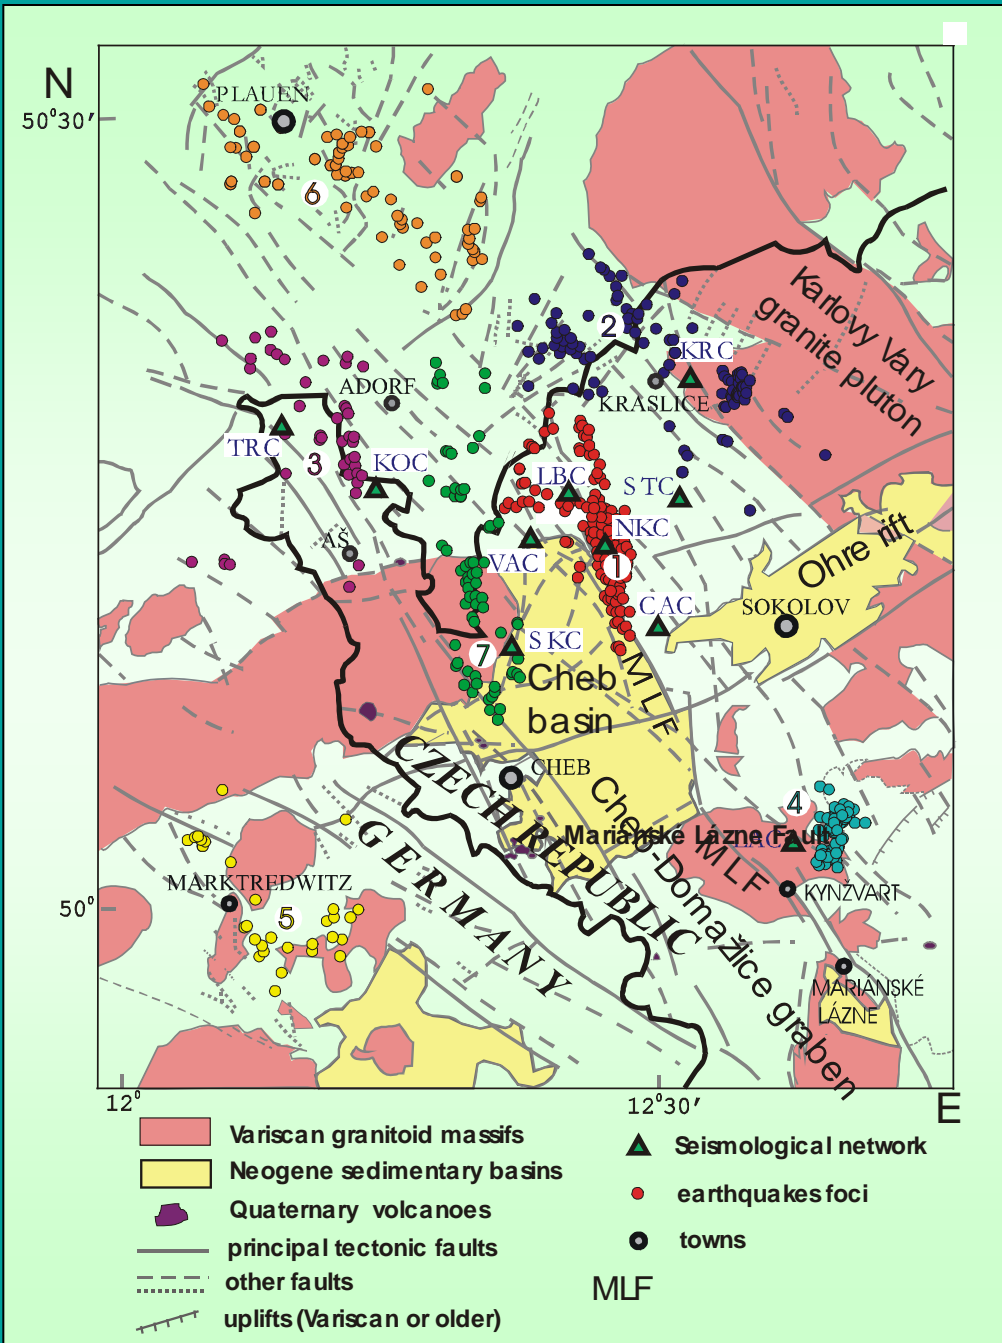 N
50°30'
PLAUEN
6
Karlovy Vary
granite pluton
2
KRC
ADORF
KRASLICE
TRC
3
KOC
LBC
STC
NKC
AŠ
VAC
1
Ohre rift
CAC
SOKOLOV
SKC
7
Cheb
basin
MLF
CHEB
CZECH REPUBLIC
GERMANY
Cheb-Domažlice graben
4
Mariánské Lázne Fault
LAC
MLF
KYNŽVART
MARKTREDWITZ
5
50°
MARIÁNSKÉ
LÁZNE
12°
12°30'
E
Variscan granitoid massifs
Neogene sedimentary basins
Quaternary volcanoes
principal tectonic faults
other faults
uplifts (Variscan or older)
Seismological network
earthquakes foci
towns
MLF